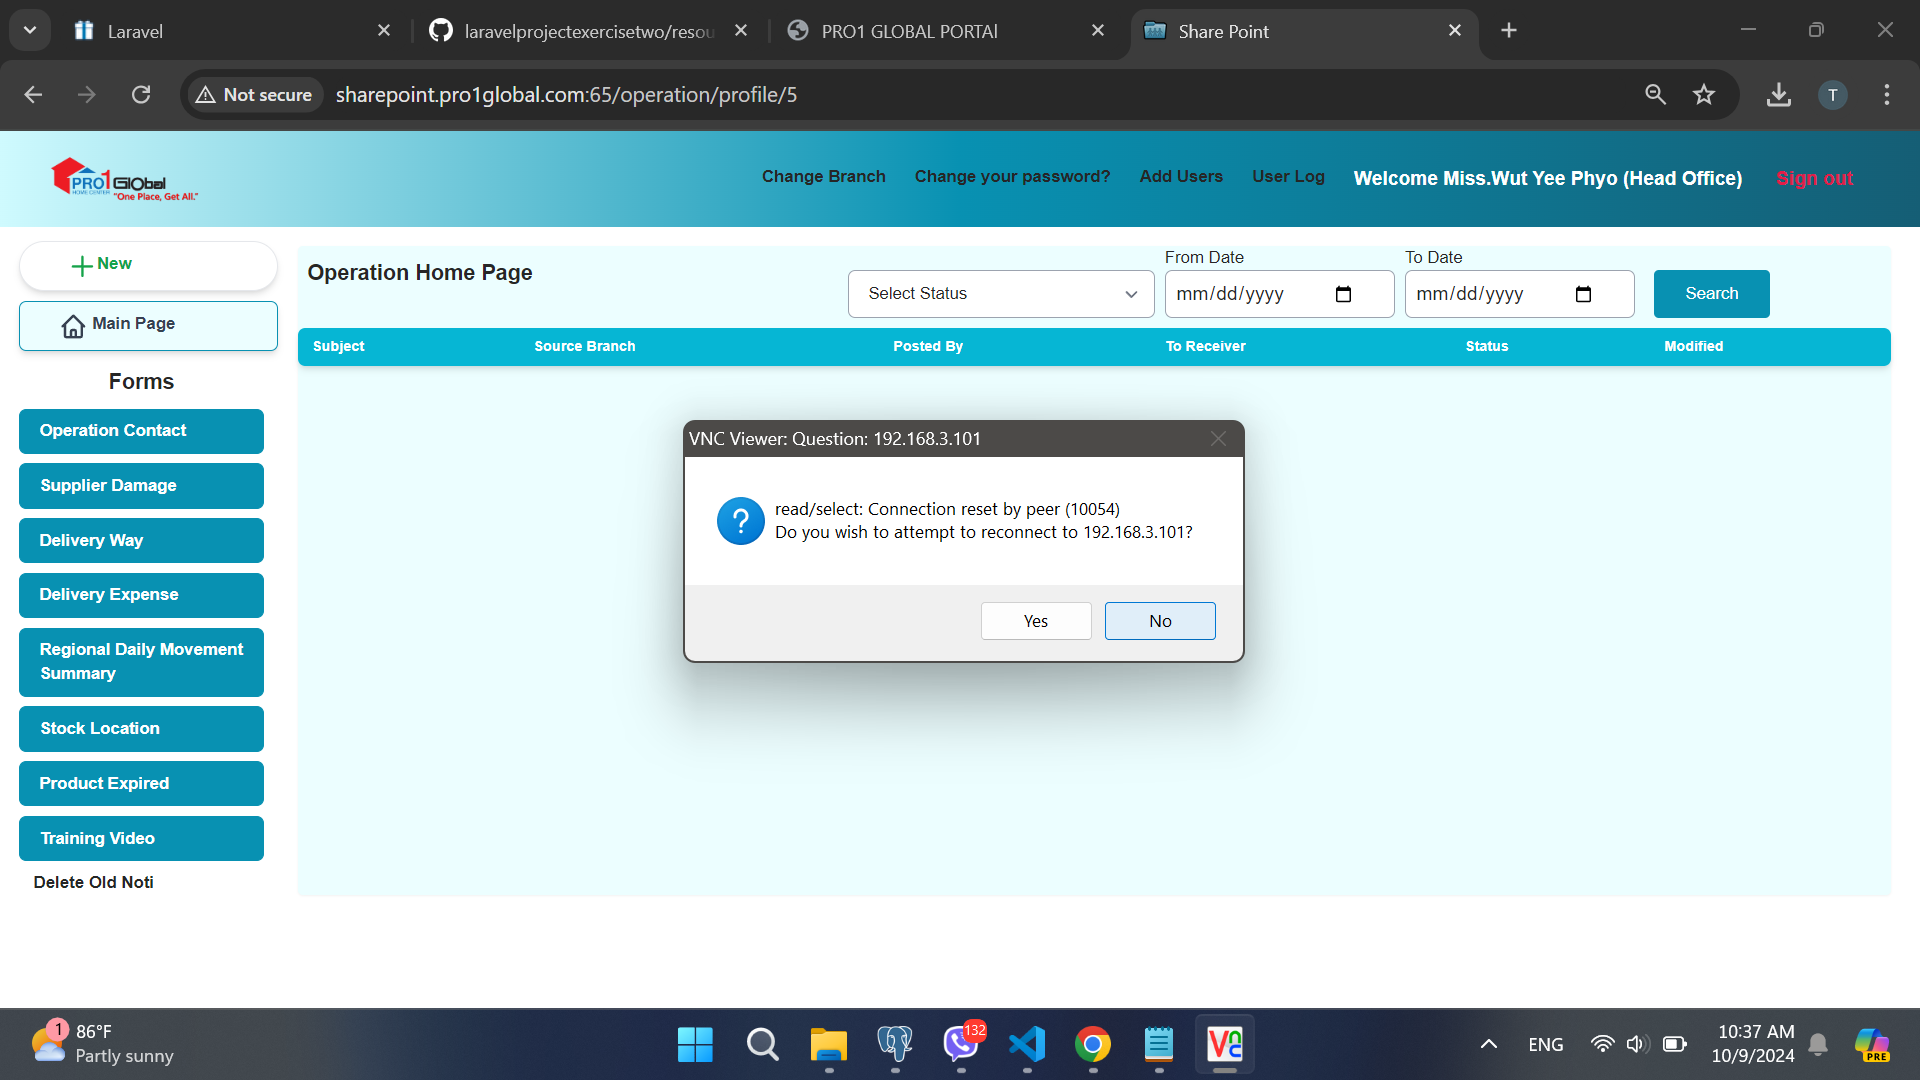 Laravel
laravelprojectexercisetwo/resou
PRO1 GLOBAL PORTAl
Share Point
Not secure
sharepoint.pro1global.com:65/operation/profile/5
T
PRO1 Global
HOME CENTER
"One Place, Get All."
Change Branch
Change your password?
Add Users
User Log
Welcome Miss.Wut Yee Phyo (Head Office)
Sign out
New
Main Page
Forms
Operation Contact
Supplier Damage
Delivery Way
Delivery Expense
Regional Daily Movement
Summary
Stock Location
Product Expired
Training Video
Delete Old Noti
Operation Home Page
Select Status
From Date
mm/dd/yyyy
To Date
mm/dd/yyyy
Search
Subject
Source Branch
Posted By
To Receiver
Status
Modified
VNC Viewer: Question: 192.168.3.101
read/select: Connection reset by peer (10054)
Do you wish to attempt to reconnect to 192.168.3.101?
Yes
No
1
86°F
Partly sunny
132
ENG
10:37 AM
10/9/2024
PRE